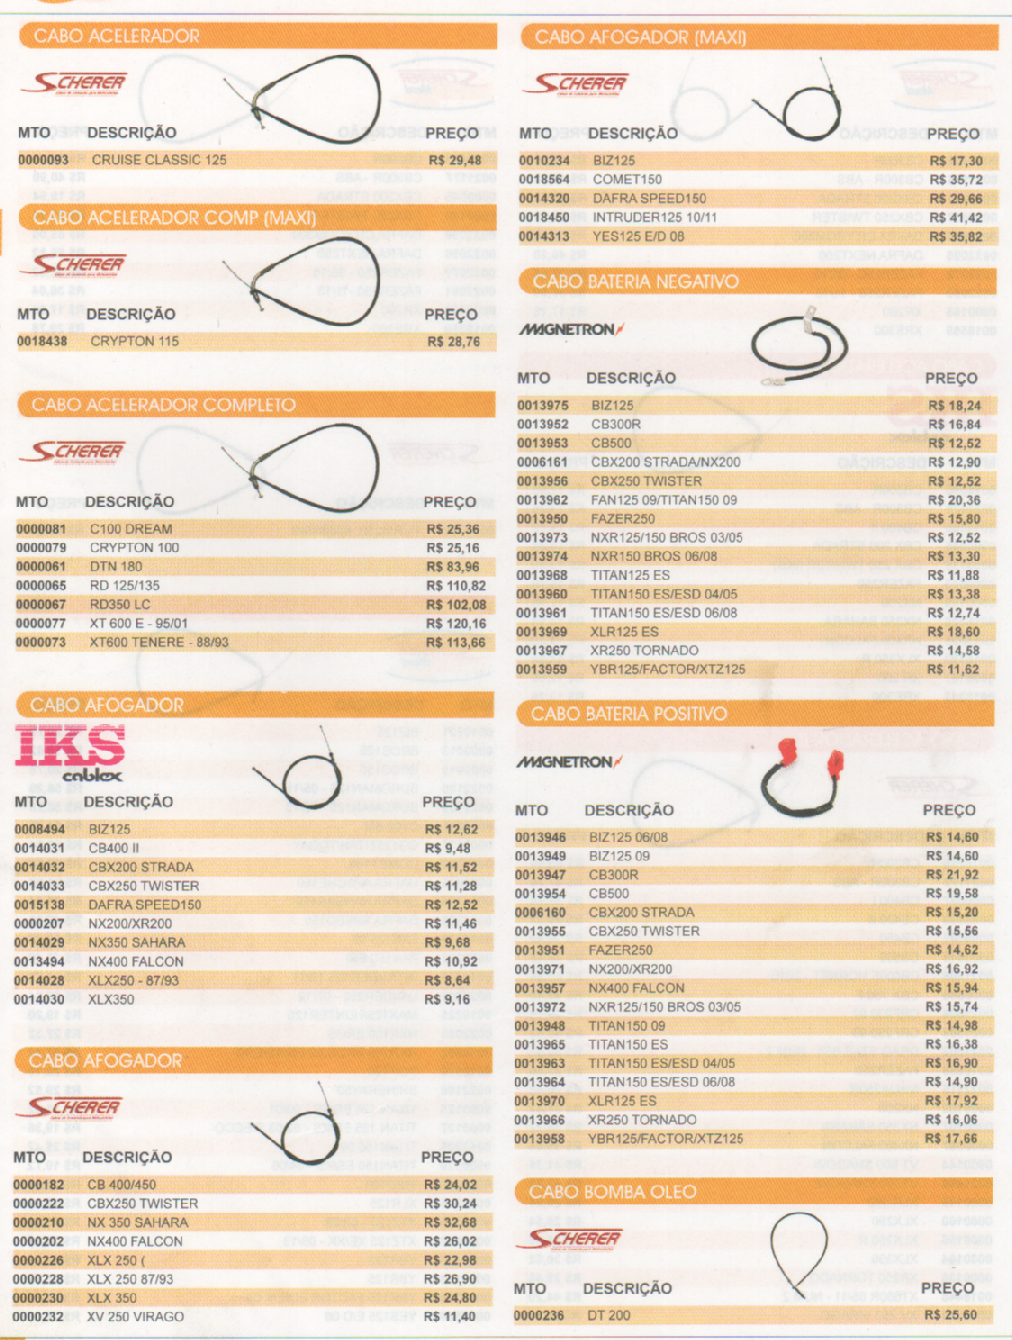 CABO ACELERADOR
SCHERER
MTO DESCRIÇÃO PREÇO
0000093 CRUISE CLASSIC 125 R$ 29,48
CABO ACELERADOR COMP (MAXI)
SCHERER
MTO DESCRIÇÃO PREÇO
0018438 CRYPTON 115 R$ 28,76
CABO ACELERADOR COMPLETO
SCHERER
MTO DESCRIÇÃO PREÇO
0000081 C100 DREAM R$ 25,36
0000079 CRYPTON 100 R$ 25,16
0000061 DTN 180 R$ 83,96
0000065 RD 125/135 R$ 110,82
0000067 RD350 LC R$ 102,08
0000077 XT 600 E - 95/01 R$ 120,16
0000073 XT600 TENERE - 88/93 R$ 113,66
CABO AFOGADOR
IKS
cablex
MTO DESCRIÇÃO PREÇO
0008494 BIZ125 R$ 12,62
0014031 CB400 II R$ 9,48
0014032 CBX200 STRADA R$ 11,52
0014033 CBX250 TWISTER R$ 11,28
0015138 DAFRA SPEED150 R$ 12,52
0000207 NX200/XR200 R$ 11,46
0014029 NX350 SAHARA R$ 9,68
0013494 NX400 FALCON R$ 10,92
0014028 XLX250 - 87/93 R$ 8,64
0014030 XLX350 R$ 9,16
CABO AFOGADOR
SCHERER
MTO DESCRIÇÃO PREÇO
0000182 CB 400/450 R$ 24,02
0000222 CBX250 TWISTER R$ 30,24
0000210 NX 350 SAHARA R$ 32,68
0000202 NX400 FALCON R$ 26,02
0000226 XLX 250 ( R$ 22,98
0000228 XLX 250 87/93 R$ 26,90
0000230 XLX 350 R$ 24,80
0000232 XV 250 VIRAGO R$ 11,40
CABO AFOGADOR (MAXI)
SCHERER
MTO DESCRIÇÃO PREÇO
0010234 BIZ125 R$ 17,30
0018564 COMET150 R$ 35,72
0014320 DAFRA SPEED150 R$ 29,66
0018450 INTRUDER125 10/11 R$ 41,42
0014313 YES125 E/D 08 R$ 35,82
CABO BATERIA NEGATIVO
MAGNETRON
MTO DESCRIÇÃO PREÇO
0013975 BIZ125 R$ 18,24
0013952 CB300R R$ 16,84
0013953 CB500 R$ 12,52
0006161 CBX200 STRADA/NX200 R$ 12,90
0013956 CBX250 TWISTER R$ 12,52
0013962 FAN125 09/TITAN150 09 R$ 20,36
0013950 FAZER250 R$ 15,80
0013973 NXR125/150 BROS 03/05 R$ 12,52
0013974 NXR150 BROS 06/08 R$ 13,30
0013968 TITAN125 ES R$ 11,88
0013960 TITAN150 ES/ESD 04/05 R$ 13,38
0013961 TITAN150 ES/ESD 06/08 R$ 12,74
0013969 XLR125 ES R$ 18,60
0013967 XR250 TORNADO R$ 14,58
0013959 YBR125/FACTOR/XTZ125 R$ 11,62
CABO BATERIA POSITIVO
MAGNETRON
MTO DESCRIÇÃO PREÇO
0013946 BIZ125 06/08 R$ 14,60
0013949 BIZ125 09 R$ 14,60
0013947 CB300R R$ 21,92
0013954 CB500 R$ 19,58
0006160 CBX200 STRADA R$ 15,20
0013955 CBX250 TWISTER R$ 15,56
0013951 FAZER250 R$ 14,62
0013971 NX200/XR200 R$ 16,92
0013957 NX400 FALCON R$ 15,94
0013972 NXR125/150 BROS 03/05 R$ 15,74
0013948 TITAN150 09 R$ 14,98
0013965 TITAN150 ES R$ 16,38
0013963 TITAN150 ES/ESD 04/05 R$ 16,90
0013964 TITAN150 ES/ESD 06/08 R$ 14,90
0013970 XLR125 ES R$ 17,92
0013966 XR250 TORNADO R$ 16,06
0013958 YBR125/FACTOR/XTZ125 R$ 17,66
CABO BOMBA OLEO
SCHERER
MTO DESCRIÇÃO PREÇO
0000236 DT 200 R$ 25,60